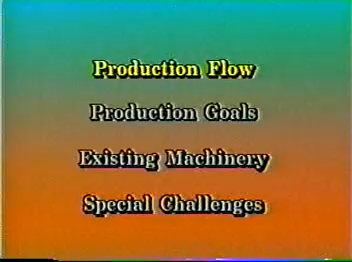 Production Flow
Production Goals
Existing Machinery
Special Challenges